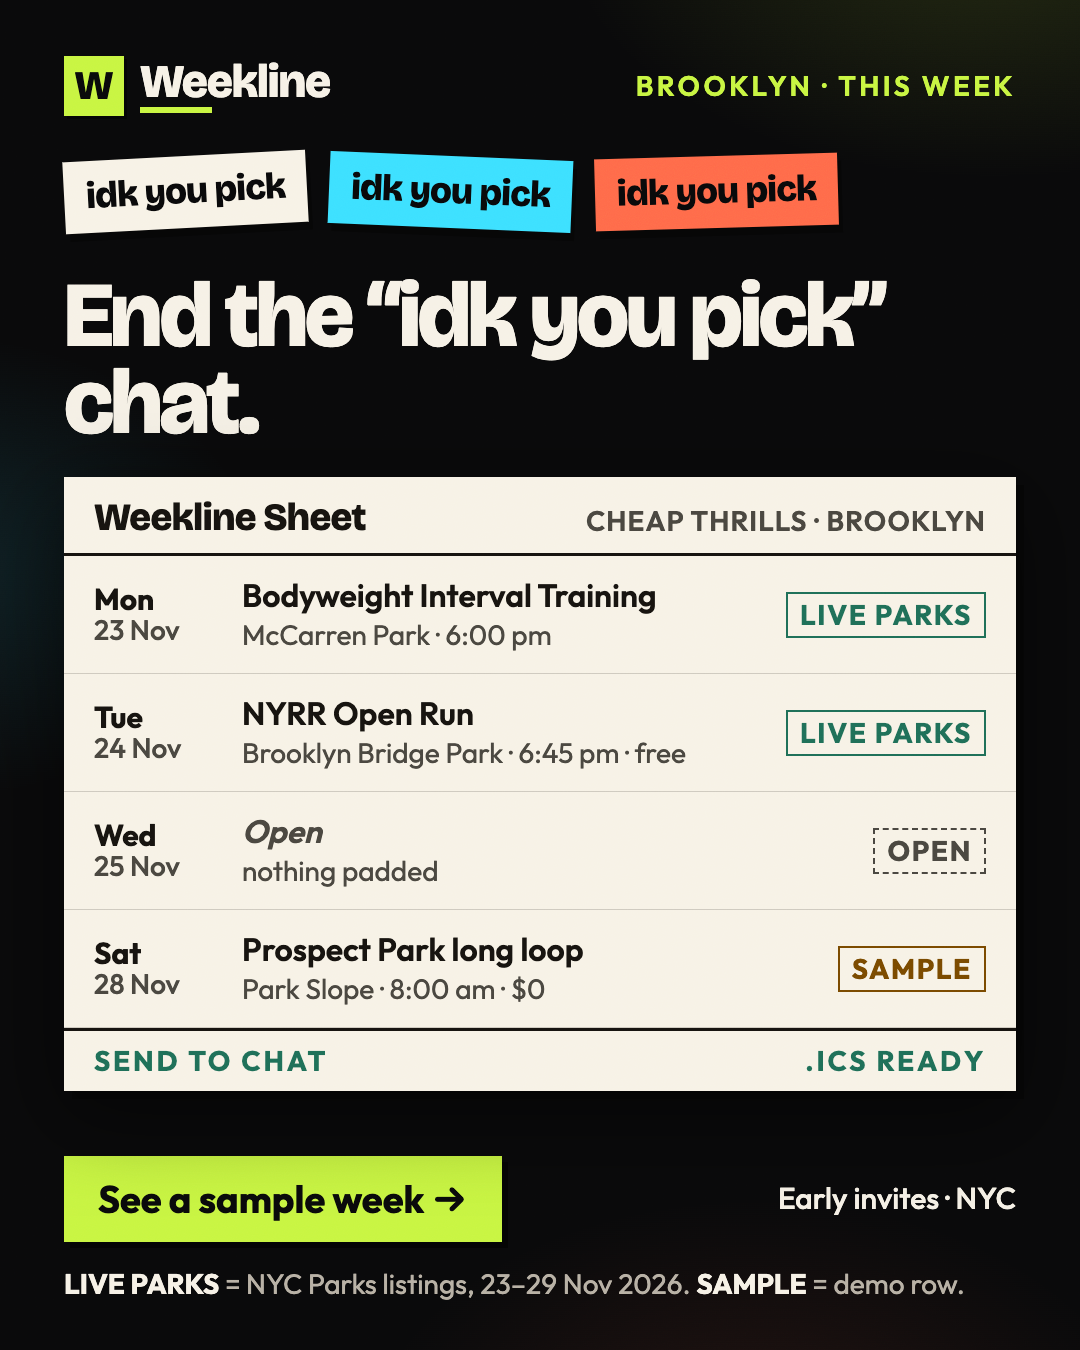 W Weekline
BROOKLYN · THIS WEEK
idk you pick
idk you pick
idk you pick
End the “idk you pick”
chat.
Weekline Sheet
CHEAP THRILLS · BROOKLYN
Mon
23 Nov
Bodyweight Interval Training
McCarren Park · 6:00 pm
LIVE PARKS
Tue
24 Nov
NYRR Open Run
Brooklyn Bridge Park · 6:45 pm · free
LIVE PARKS
Wed
25 Nov
Open
nothing padded
OPEN
Sat
28 Nov
Prospect Park long loop
Park Slope · 8:00 am · $0
SAMPLE
SEND TO CHAT
.ICS READY
See a sample week →
Early invites · NYC
LIVE PARKS = NYC Parks listings, 23–29 Nov 2026. SAMPLE = demo row.